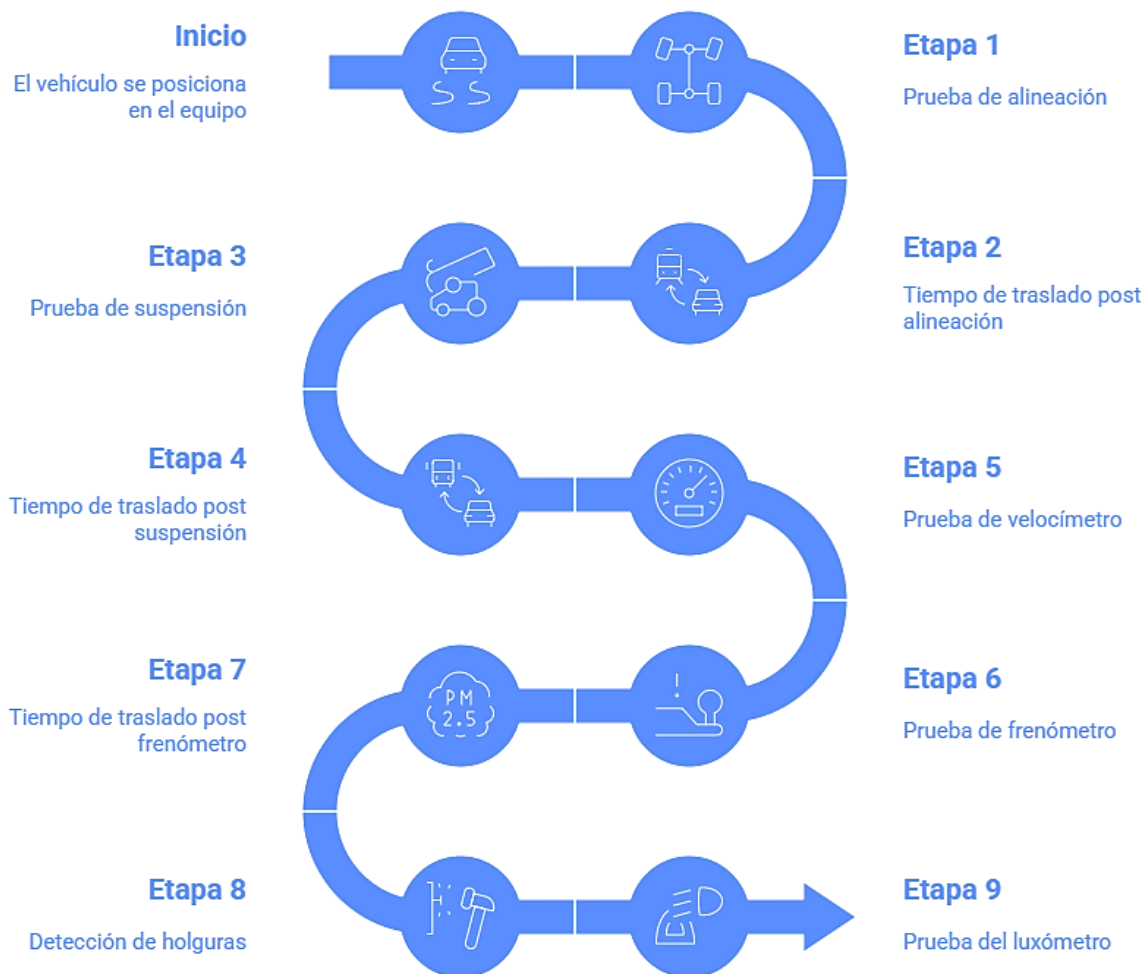 Inicio
El vehículo se posiciona
en el equipo
Etapa 1
Prueba de alineación
Etapa 2
Tiempo de traslado post
alineación
Etapa 3
Prueba de suspensión
Etapa 4
Tiempo de traslado post
suspensión
Etapa 5
Prueba de velocímetro
Etapa 6
Prueba de frenómetro
Etapa 7
Tiempo de traslado post
frenómetro
PM
2.5
Etapa 8
Detección de holguras
Etapa 9
Prueba del luxómetro